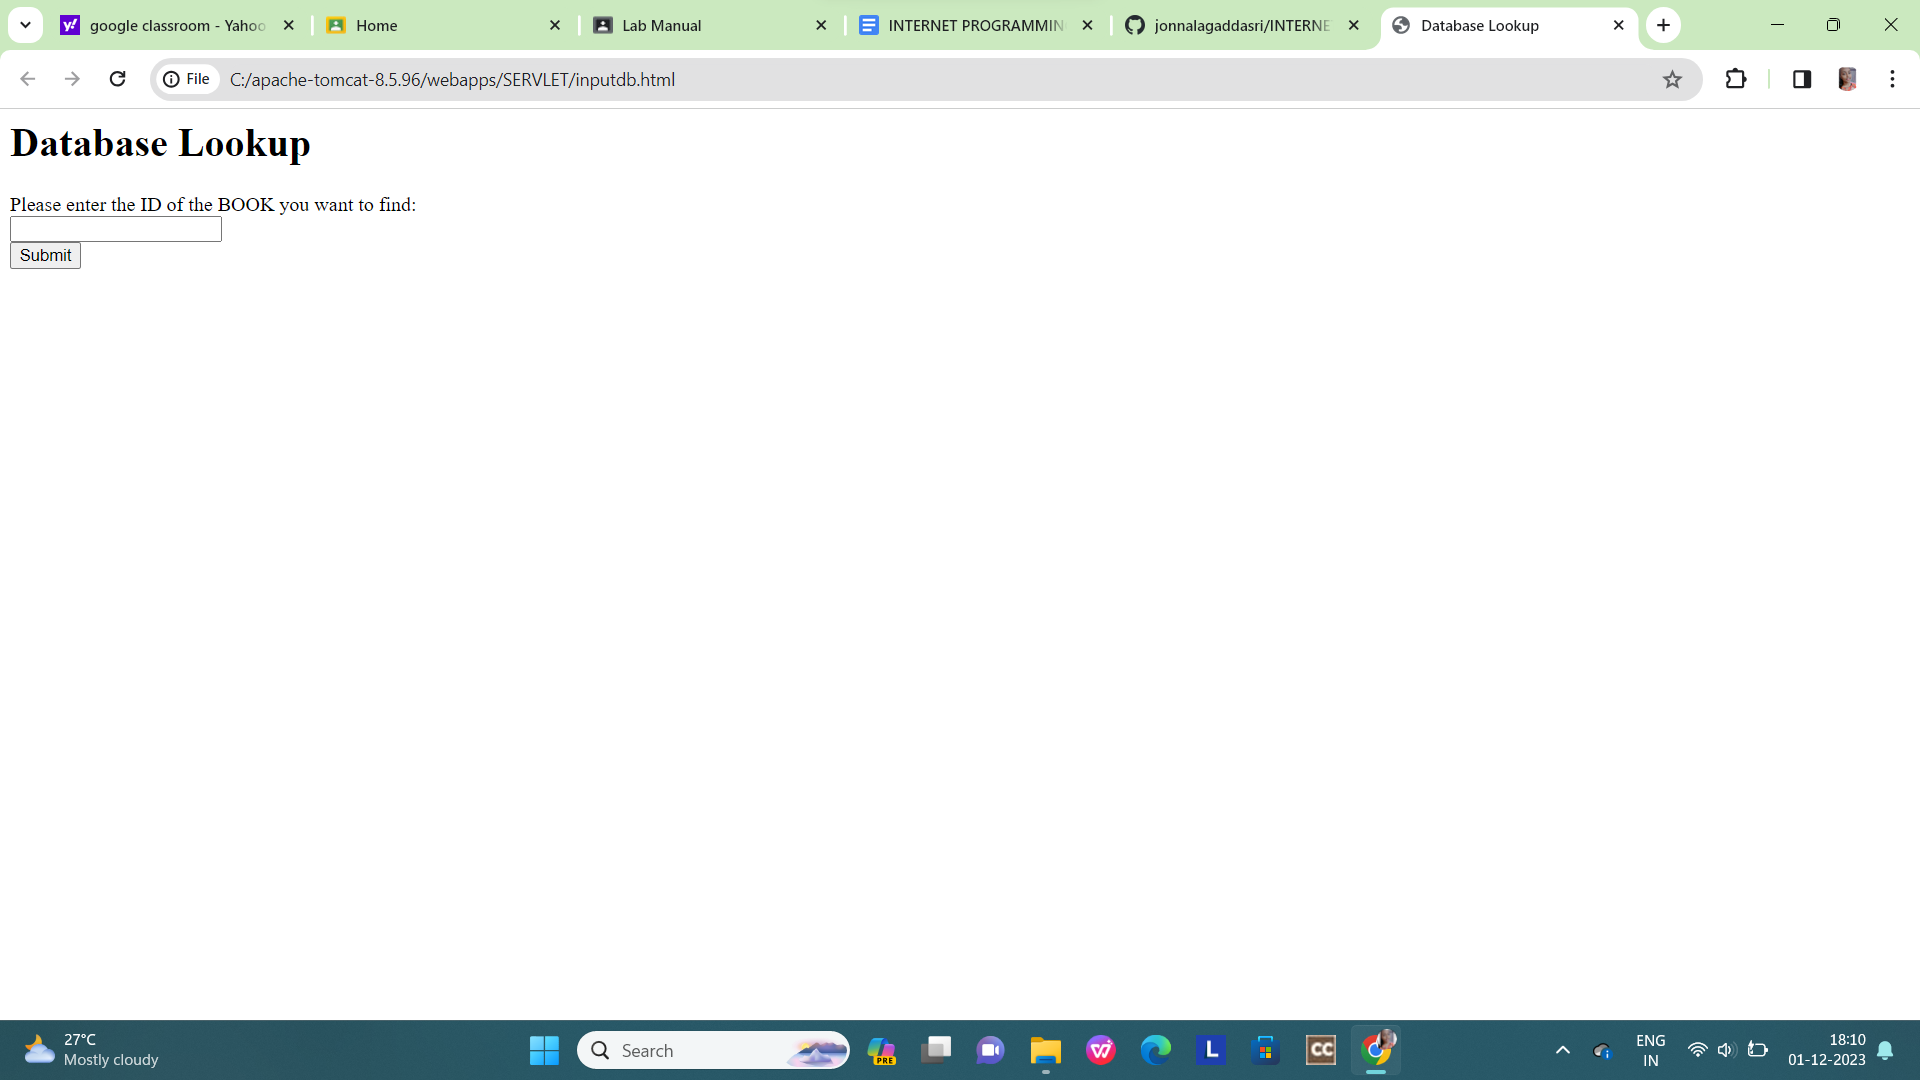 google classroom - Yahoo
Home
Lab Manual
INTERNET PROGRAMMIN
jonnalagaddasri/INTERNE
Database Lookup
File
C:/apache-tomcat-8.5.96/webapps/SERVLET/inputdb.html
Database Lookup
Please enter the ID of the BOOK you want to find:
Submit
27°C
Mostly cloudy
Search
PRE
L
CC
ENG
IN
18:10
01-12-2023